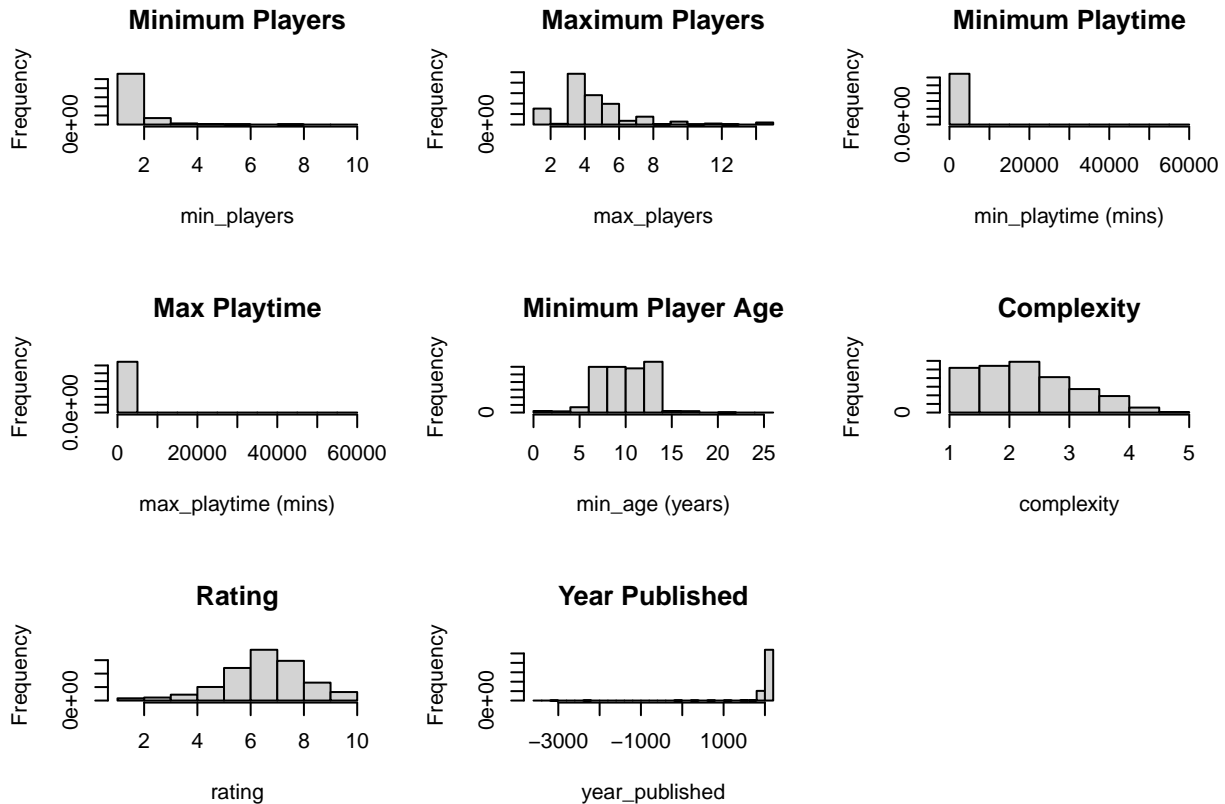 Minimum Players
Frequency
0e+00
2 4 6 8 10
min_players
Maximum Players
Frequency
0e+00
2 4 6 8 12
max_players
Minimum Playtime
Frequency
0.0e+00
0 20000 40000 60000
min_playtime (mins)
Max Playtime
Frequency
0.0e+00
0 20000 40000 60000
max_playtime (mins)
Minimum Player Age
Frequency
0
0 5 10 15 20 25
min_age (years)
Complexity
Frequency
0
1 2 3 4 5
complexity
Rating
Frequency
0e+00
2 4 6 8 10
rating
Year Published
Frequency
0e+00
−3000 −1000 1000
year_published